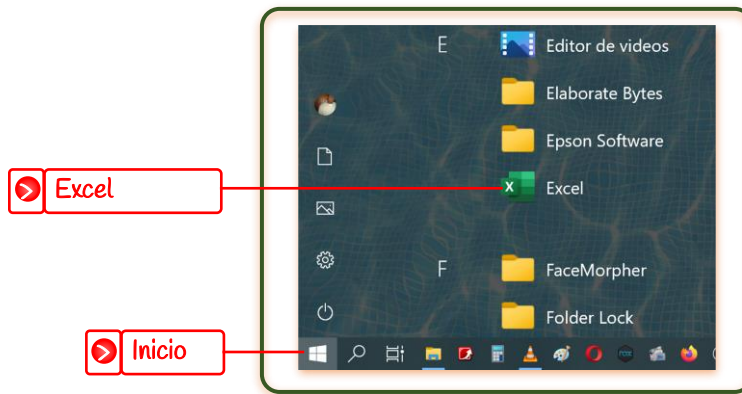 E
Editor de videos
Elaborate Bytes
Epson Software
Excel
Excel
F
FaceMorpher
Folder Lock
Inicio